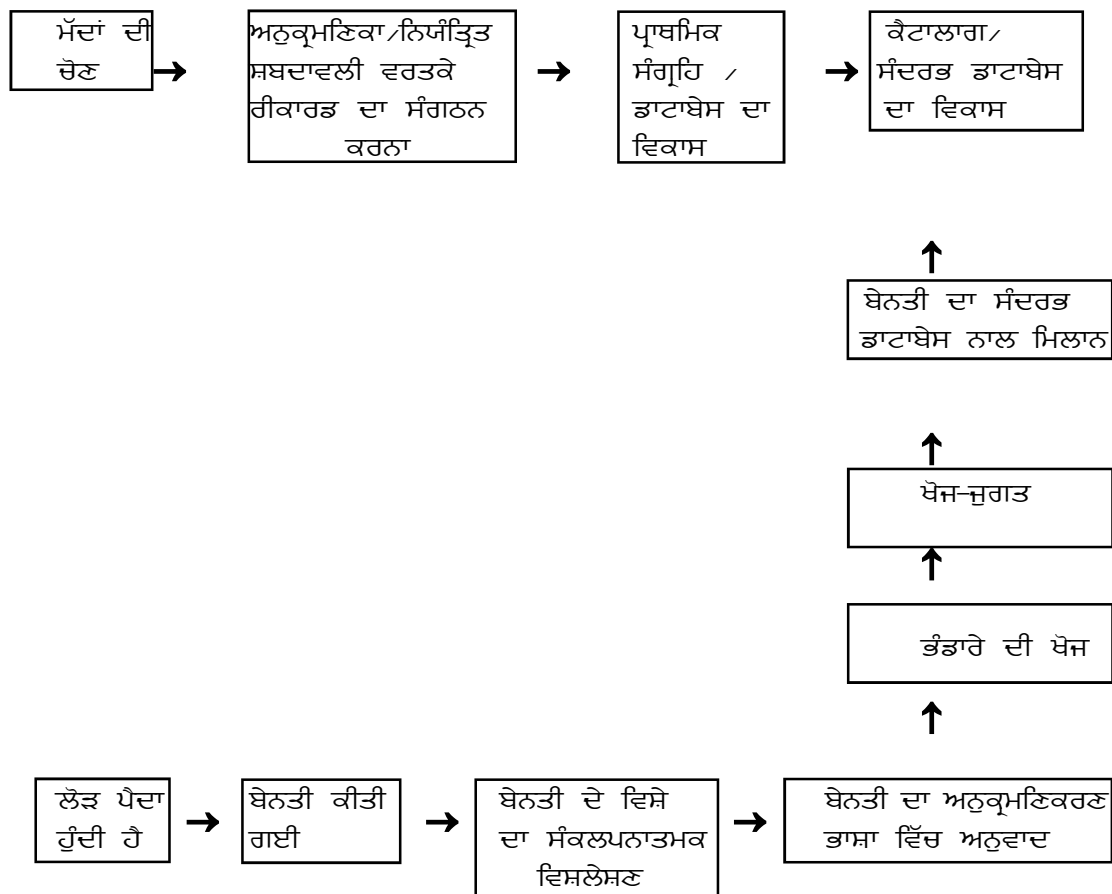 ਮੱਦਾਂ ਦੀ
ਚੋਣ
→
ਅਨੁਕ੍ਰਮਣਿਕਾ/ਨਿਯੰਤ੍ਰਿਤ
ਸ਼ਬਦਾਵਲੀ ਵਰਤਕੇ
ਰੀਕਾਰਡ ਦਾ ਸੰਗਠਨ
ਕਰਨਾ
→
ਪ੍ਰਾਥਮਿਕ
ਸੰਗ੍ਰਹਿ /
ਡਾਟਾਬੇਸ ਦਾ
ਵਿਕਾਸ
→
ਕੈਟਾਲਾਗ/
ਸੰਦਰਭ ਡਾਟਾਬੇਸ
ਦਾ ਵਿਕਾਸ
↑
ਬੇਨਤੀ ਦਾ ਸੰਦਰਭ
ਡਾਟਾਬੇਸ ਨਾਲ ਮਿਲਾਨ
↑
ਖੋਜ-ਜੁਗਤ
↑
ਭੰਡਾਰੇ ਦੀ ਖੋਜ
↑
ਲੋੜ ਪੈਦਾ
ਹੁੰਦੀ ਹੈ
→
ਬੇਨਤੀ ਕੀਤੀ
ਗਈ
→
ਬੇਨਤੀ ਦੇ ਵਿਸ਼ੇ
ਦਾ ਸੰਕਲਪਨਾਤਮਕ
ਵਿਸ਼ਲੇਸ਼ਣ
→
ਬੇਨਤੀ ਦਾ ਅਨੁਕ੍ਰਮਣਿਕਰਣ
ਭਾਸ਼ਾ ਵਿੱਚ ਅਨੁਵਾਦ